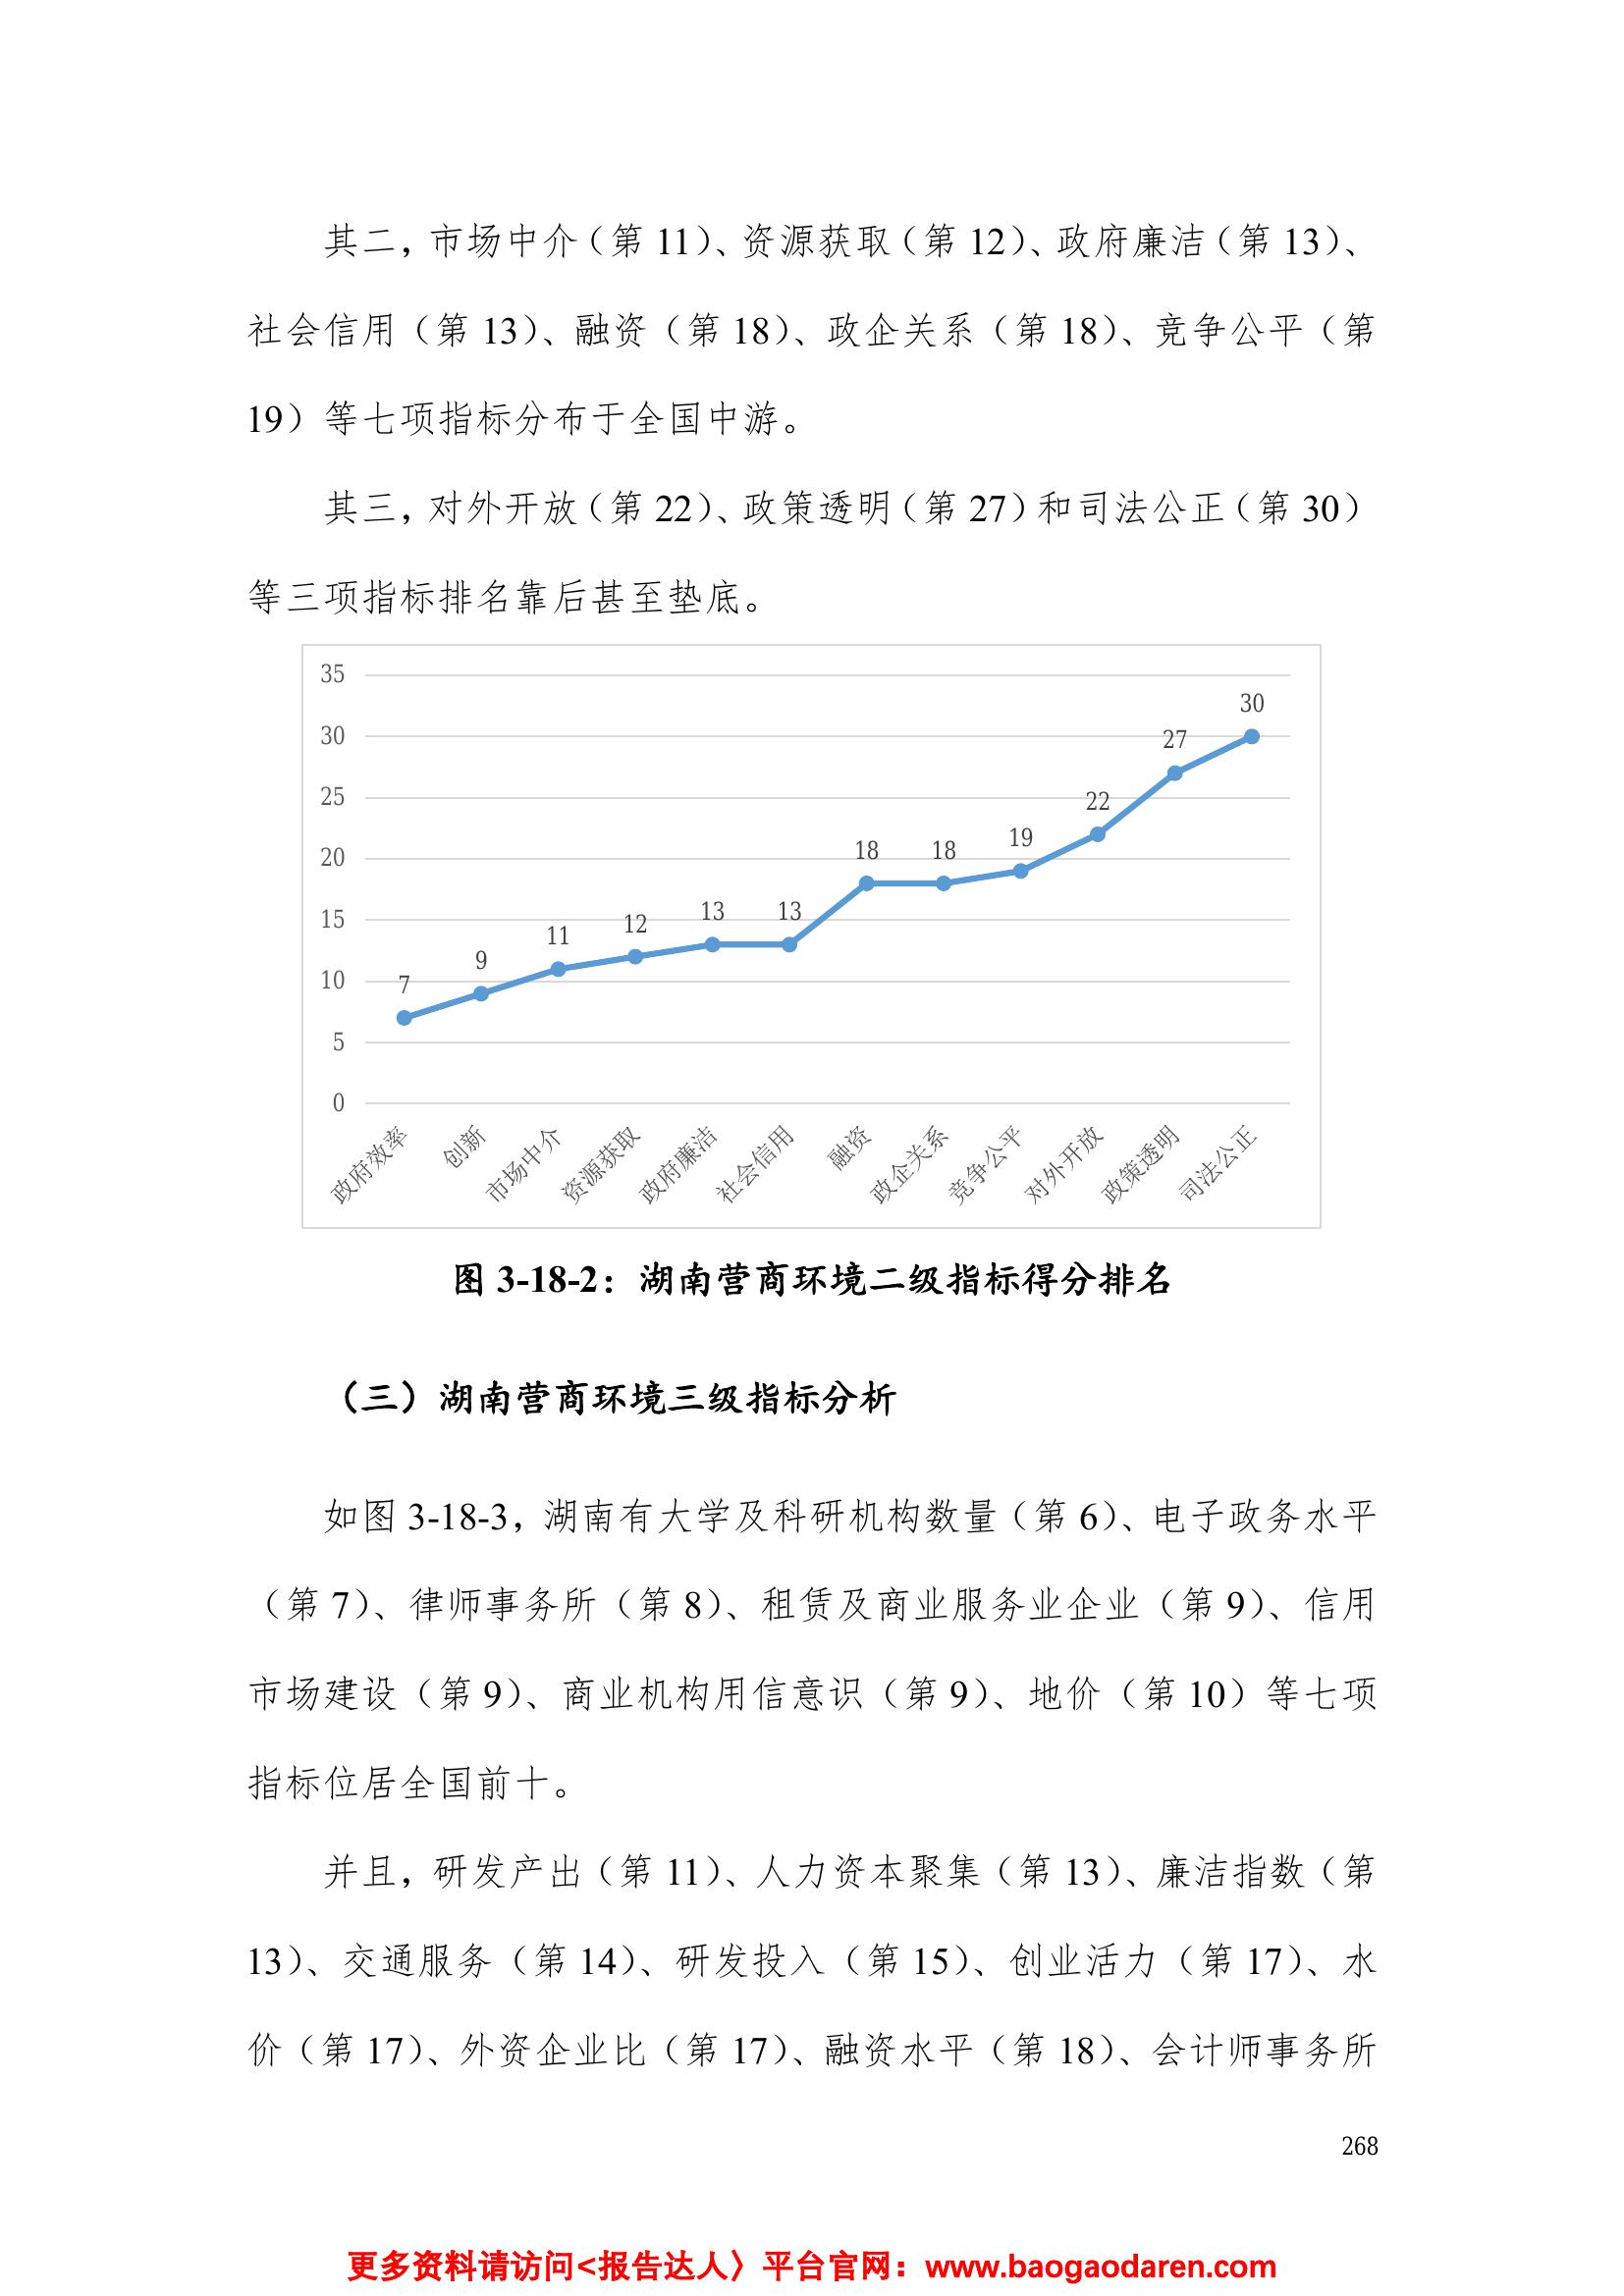 其二，市场中介（第 11）、资源获取（第 12）、政府廉洁（第 13）、
社会信用（第 13）、融资（第 18）、政企关系（第 18）、竞争公平（第
19）等七项指标分布于全国中游。
其三，对外开放（第 22）、政策透明（第 27）和司法公正（第 30）
等三项指标排名靠后甚至垫底。
35
30
25
20
15
10
5
0
7
9
11
12
13
13
18
18
19
22
27
30
政府效率
创新
市场中介
资源获取
政府廉洁
社会信用
融资
政企关系
竞争公平
对外开放
政策透明
司法公正
图 3-18-2：湖南营商环境二级指标得分排名
（三）湖南营商环境三级指标分析
如图 3-18-3，湖南有大学及科研机构数量（第 6）、电子政务水平
（第 7）、律师事务所（第 8）、租赁及商业服务业企业（第 9）、信用
市场建设（第 9）、商业机构用信意识（第 9）、地价（第 10）等七项
指标位居全国前十。
并且，研发产出（第 11）、人力资本聚集（第 13）、廉洁指数（第
13）、交通服务（第 14）、研发投入（第 15）、创业活力（第 17）、水
价（第 17）、外资企业比（第 17）、融资水平（第 18）、会计师事务所
268
更多资料请访问<报告达人〉平台官网：www.baogaodaren.com